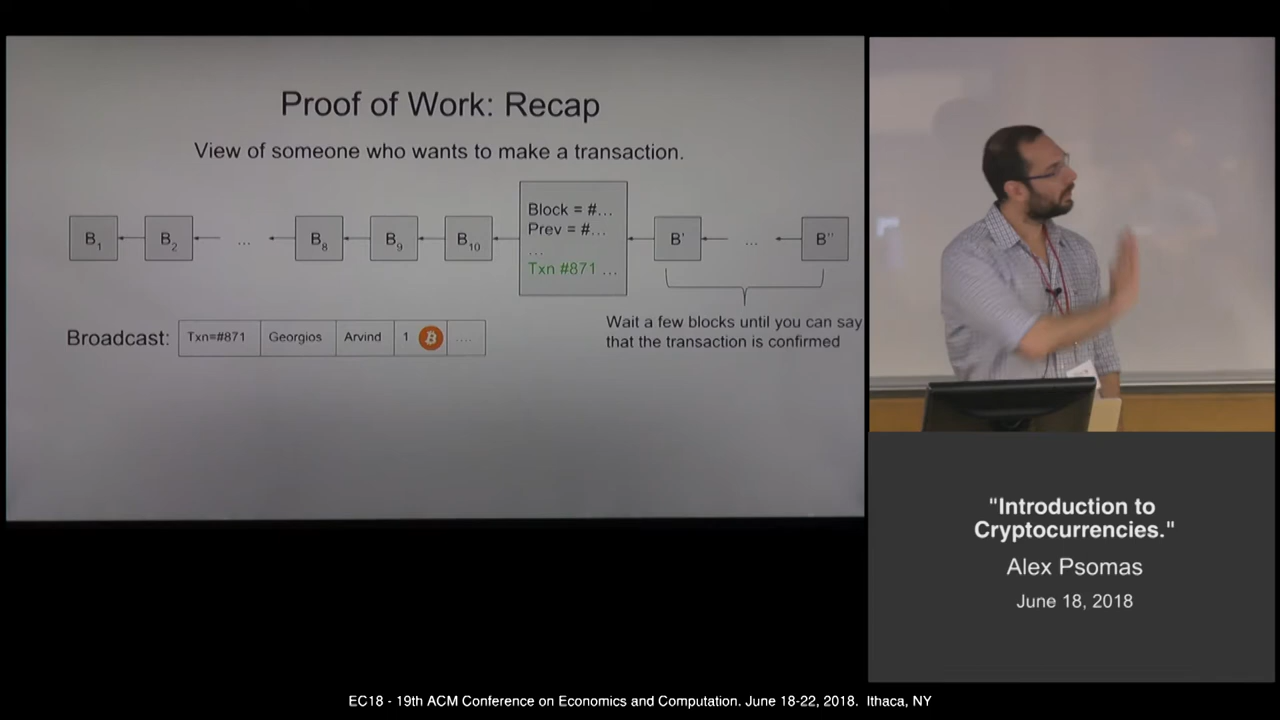 Proof of Work: Recap
View of someone who wants to make a transaction.
B1 B2 ... B8 B9 B10
Block = #...
Prev = #...
...
Txn #871 ...
B' ... B''
Wait a few blocks until you can say
that the transaction is confirmed
Broadcast: Txn=#871 Georgios Arvind 1 ₿ ....
"Introduction to
Cryptocurrencies."
Alex Psomas
June 18, 2018
EC18 - 19th ACM Conference on Economics and Computation. June 18-22, 2018. Ithaca, NY